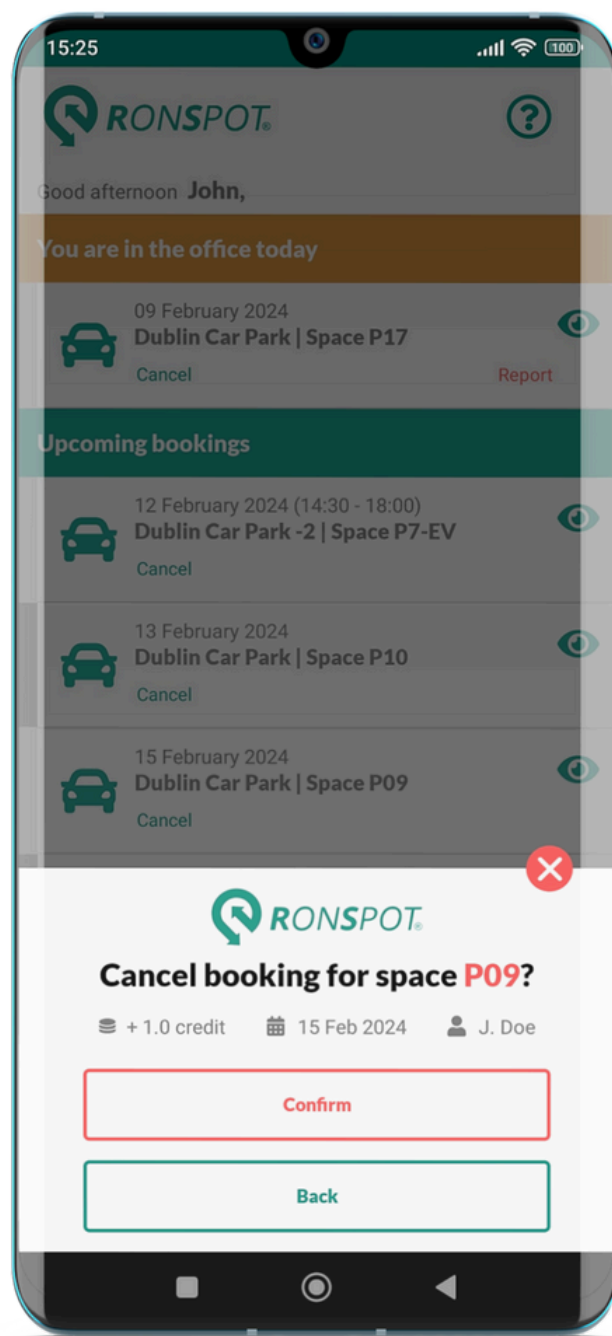 15:25
100
RONSPOT®
Good afternoon John,
You are in the office today
09 February 2024
Dublin Car Park | Space P17
Cancel
Report
Upcoming bookings
12 February 2024 (14:30 - 18:00)
Dublin Car Park -2 | Space P7-EV
Cancel
13 February 2024
Dublin Car Park | Space P10
Cancel
15 February 2024
Dublin Car Park | Space P09
Cancel
RONSPOT®
Cancel booking for space P09?
+ 1.0 credit 15 Feb 2024 J. Doe
Confirm
Back